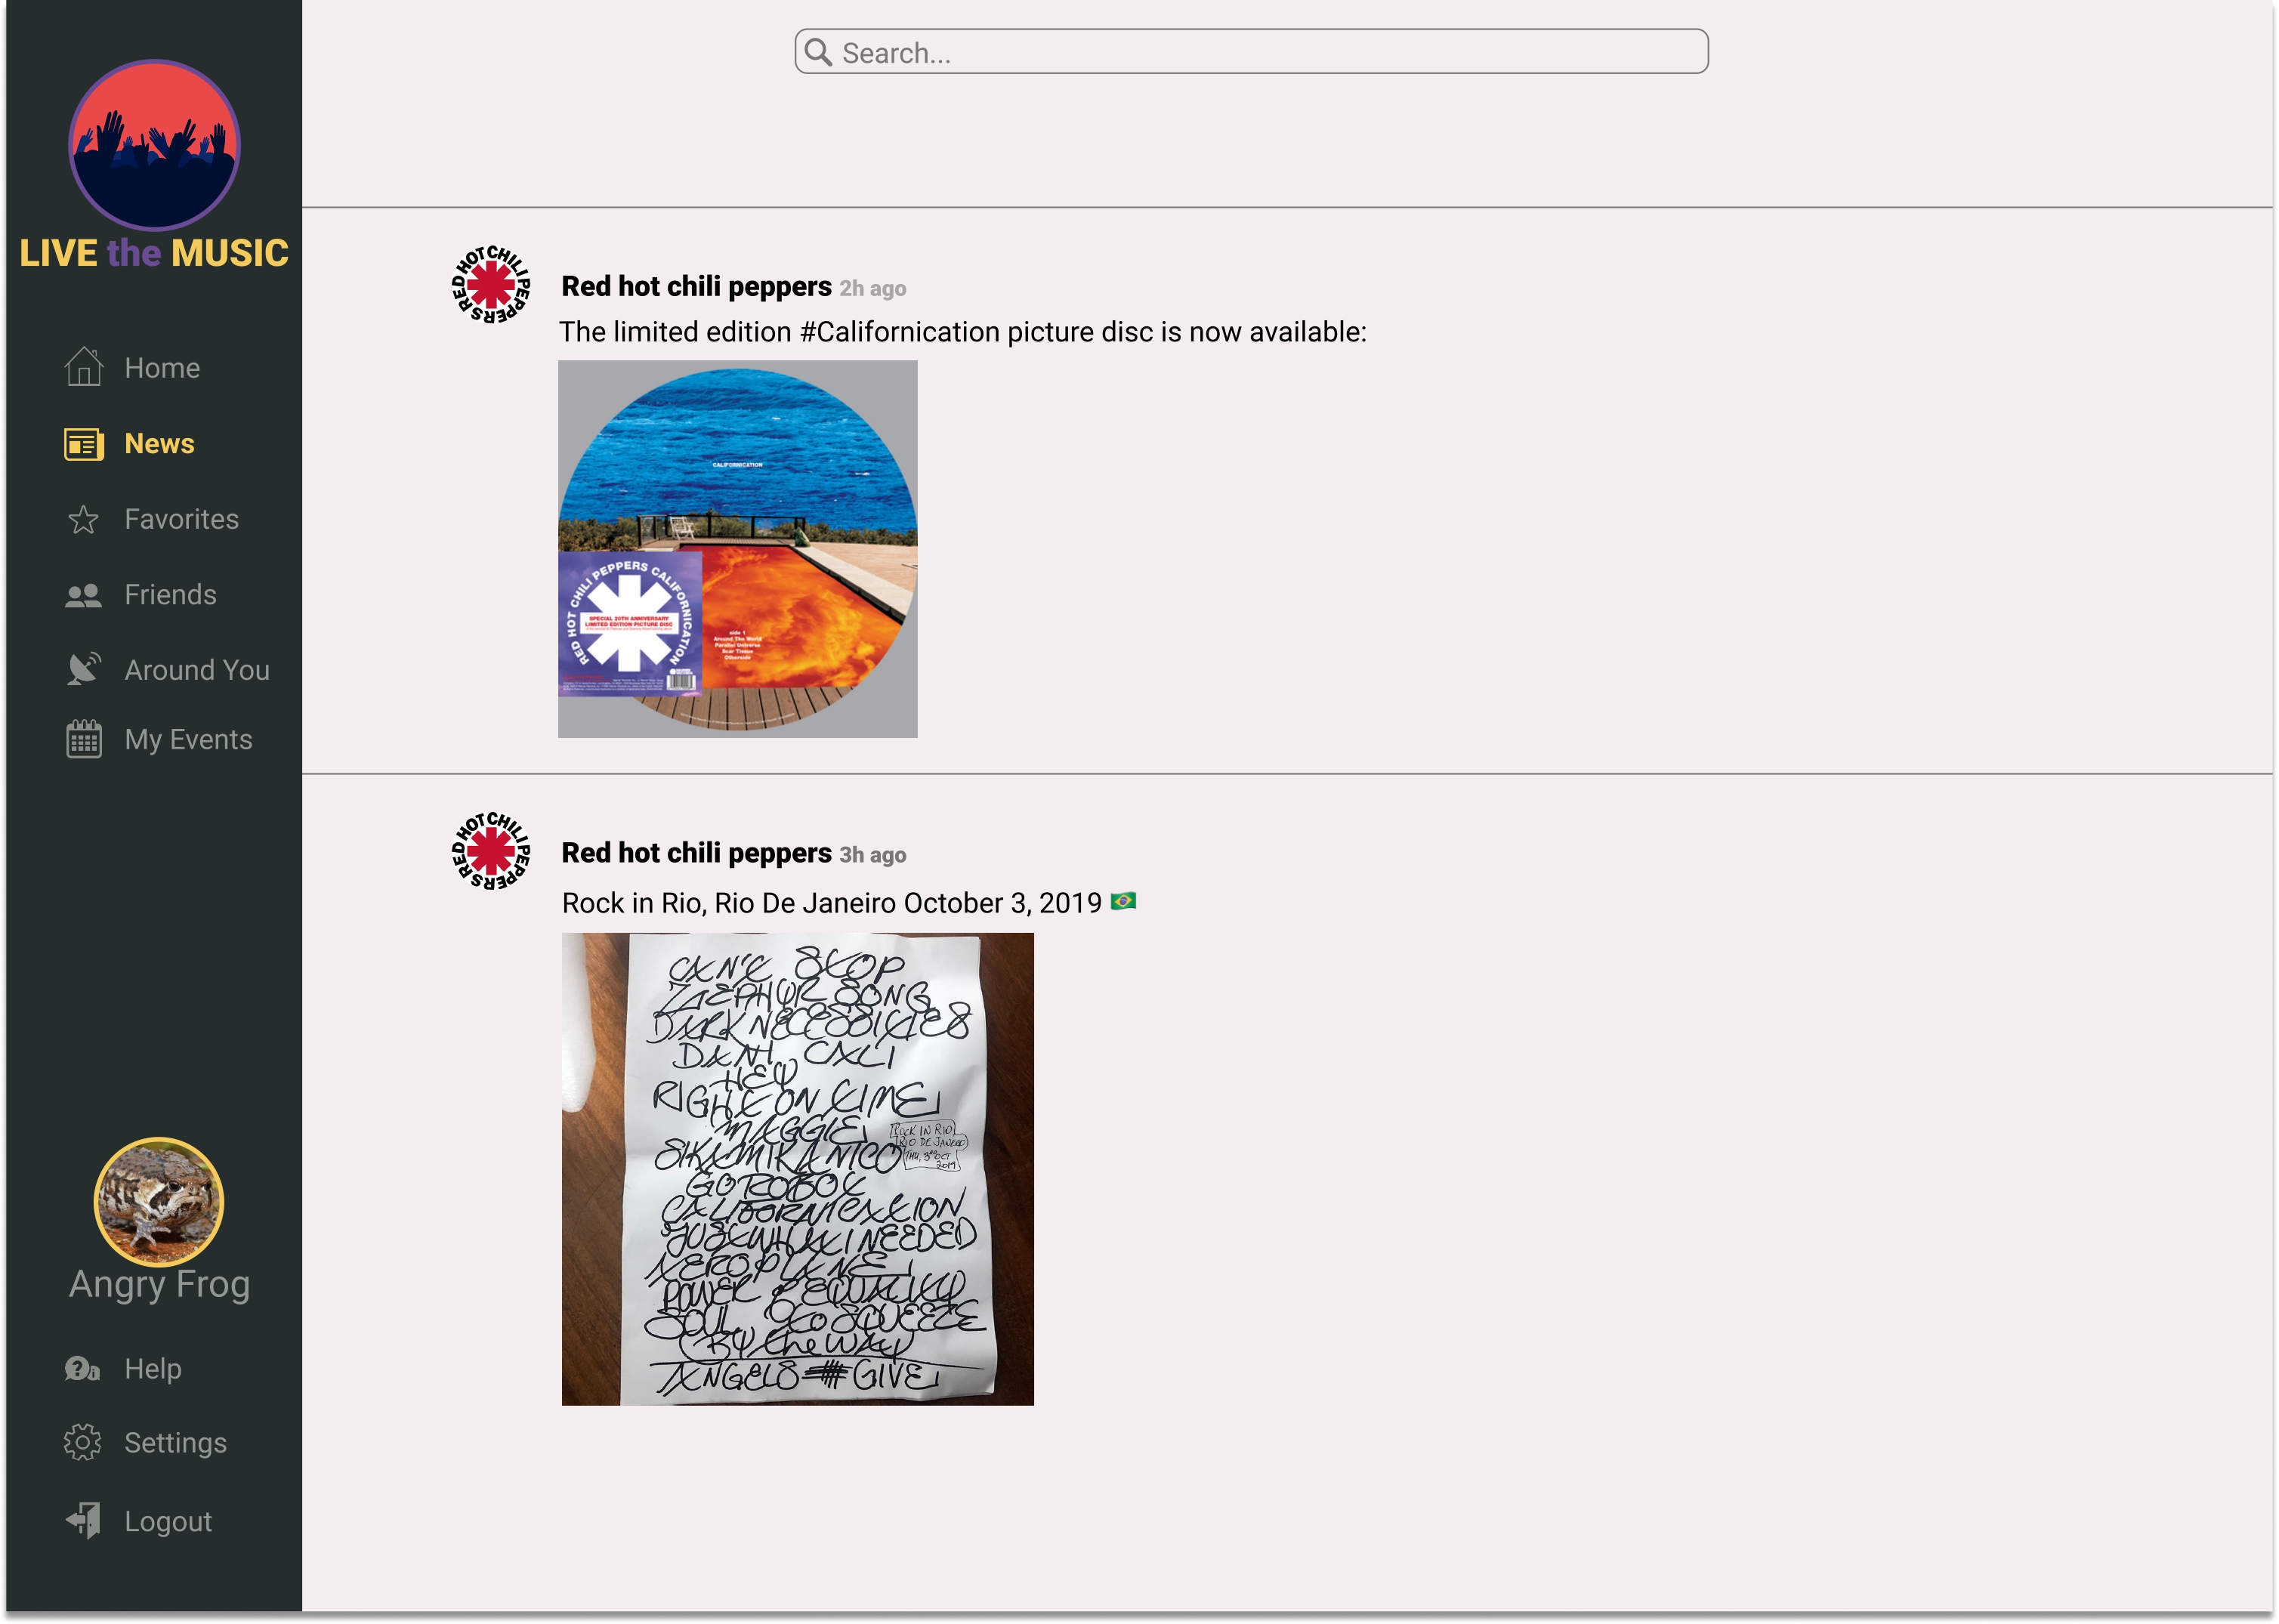 Search...
LIVE the MUSIC
Home
News
Favorites
Friends
Around You
My Events
Angry Frog
Help
Settings
Logout
RED HOT CHILI PEPPERS
Red hot chili peppers 2h ago
The limited edition #Californication picture disc is now available:
CALIFORNICATION
RED HOT CHILI PEPPERS CALIFORNICATION
SPECIAL 20TH ANNIVERSARY
LIMITED EDITION PICTURE DISC
side 1
Around The World
Parallel Universe
Scar Tissue
Otherside
RED HOT CHILI PEPPERS
Red hot chili peppers 3h ago
Rock in Rio, Rio De Janeiro October 3, 2019 🇧🇷
CAN'T STOP
ZAEPHYR SONG
DARK NECESSITIES
DANI CALI
HEY
RIGHT ON TIME
MAGGIE
SIKAMIKANICO
ROCK IN RIO
RIO DE JANEIRO
THU, 3RD OCT
2019
GO ROBOT
CALIFORNICATION
JUST WHAT I NEEDED
AEROPLANE
POWER OF EQUALITY
SOUL TO SQUEEZE
BY the WAY
ANGELS GIVE